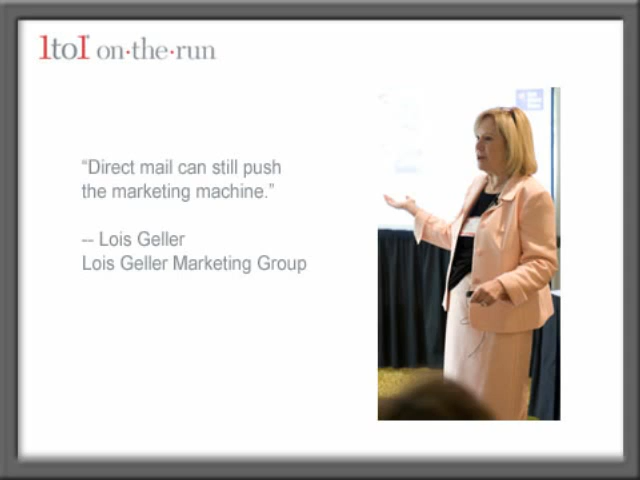 1to1 on·the·run
“Direct mail can still push
the marketing machine.”
-- Lois Geller
Lois Geller Marketing Group